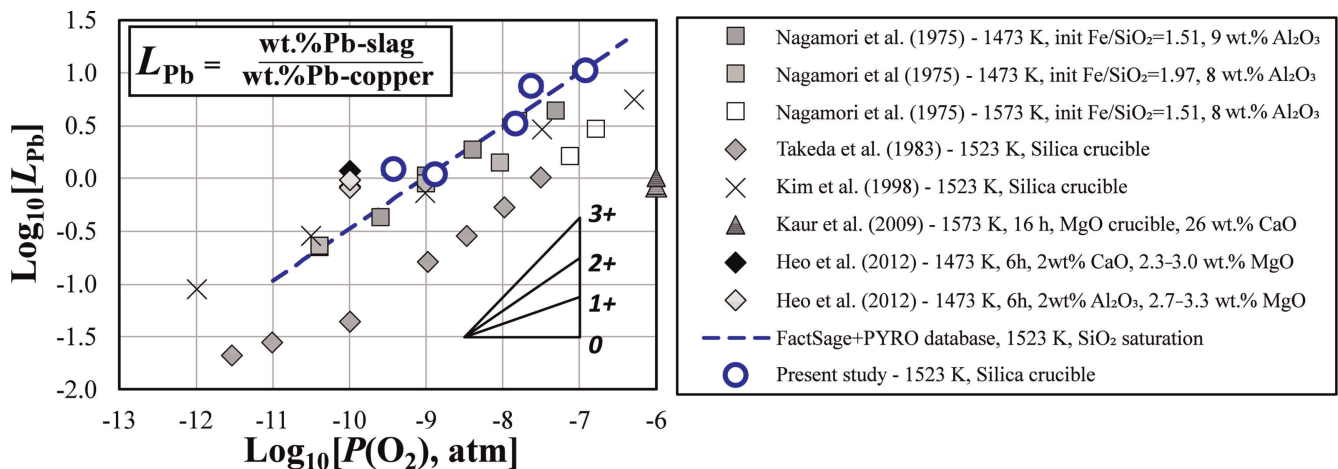 1.5
1.0
0.5
0.0
-0.5
-1.0
-1.5
-2.0
Log₁₀[L_Pb]
L_Pb = wt.%Pb-slag
wt.%Pb-copper
3+
2+
1+
0
-13 -12 -11 -10 -9 -8 -7 -6
Log₁₀[P(O₂), atm]
Nagamori et al. (1975) - 1473 K, init Fe/SiO₂=1.51, 9 wt.% Al₂O₃
Nagamori et al (1975) - 1473 K, init Fe/SiO₂=1.97, 8 wt.% Al₂O₃
Nagamori et al. (1975) - 1573 K, init Fe/SiO₂=1.51, 8 wt.% Al₂O₃
Takeda et al. (1983) - 1523 K, Silica crucible
Kim et al. (1998) - 1523 K, Silica crucible
Kaur et al. (2009) - 1573 K, 16 h, MgO crucible, 26 wt.% CaO
Heo et al. (2012) - 1473 K, 6h, 2wt% CaO, 2.3–3.0 wt.% MgO
Heo et al. (2012) - 1473 K, 6h, 2wt% Al₂O₃, 2.7–3.3 wt.% MgO
FactSage+PYRO database, 1523 K, SiO₂ saturation
Present study - 1523 K, Silica crucible